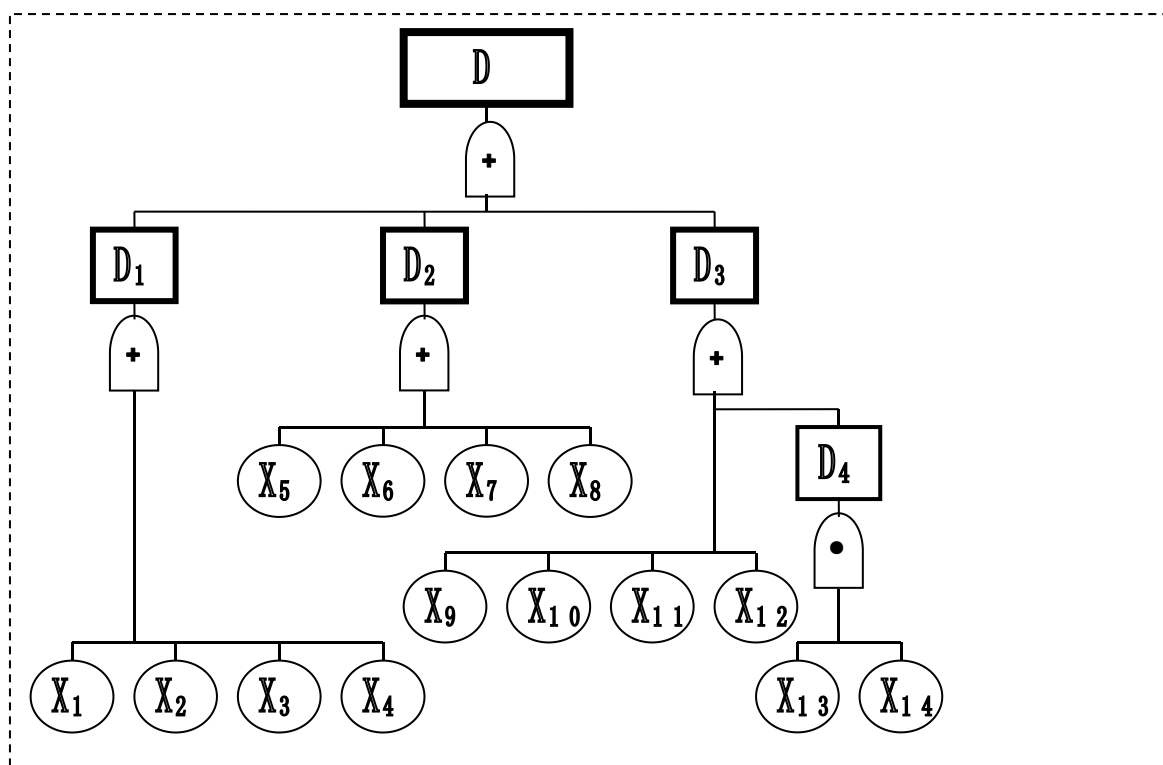 D
+
D₁ D₂ D₃
+ + +
X₅ X₆ X₇ X₈ D₄
•
X₉ X₁₀ X₁₁ X₁₂
X₁ X₂ X₃ X₄ X₁₃ X₁₄